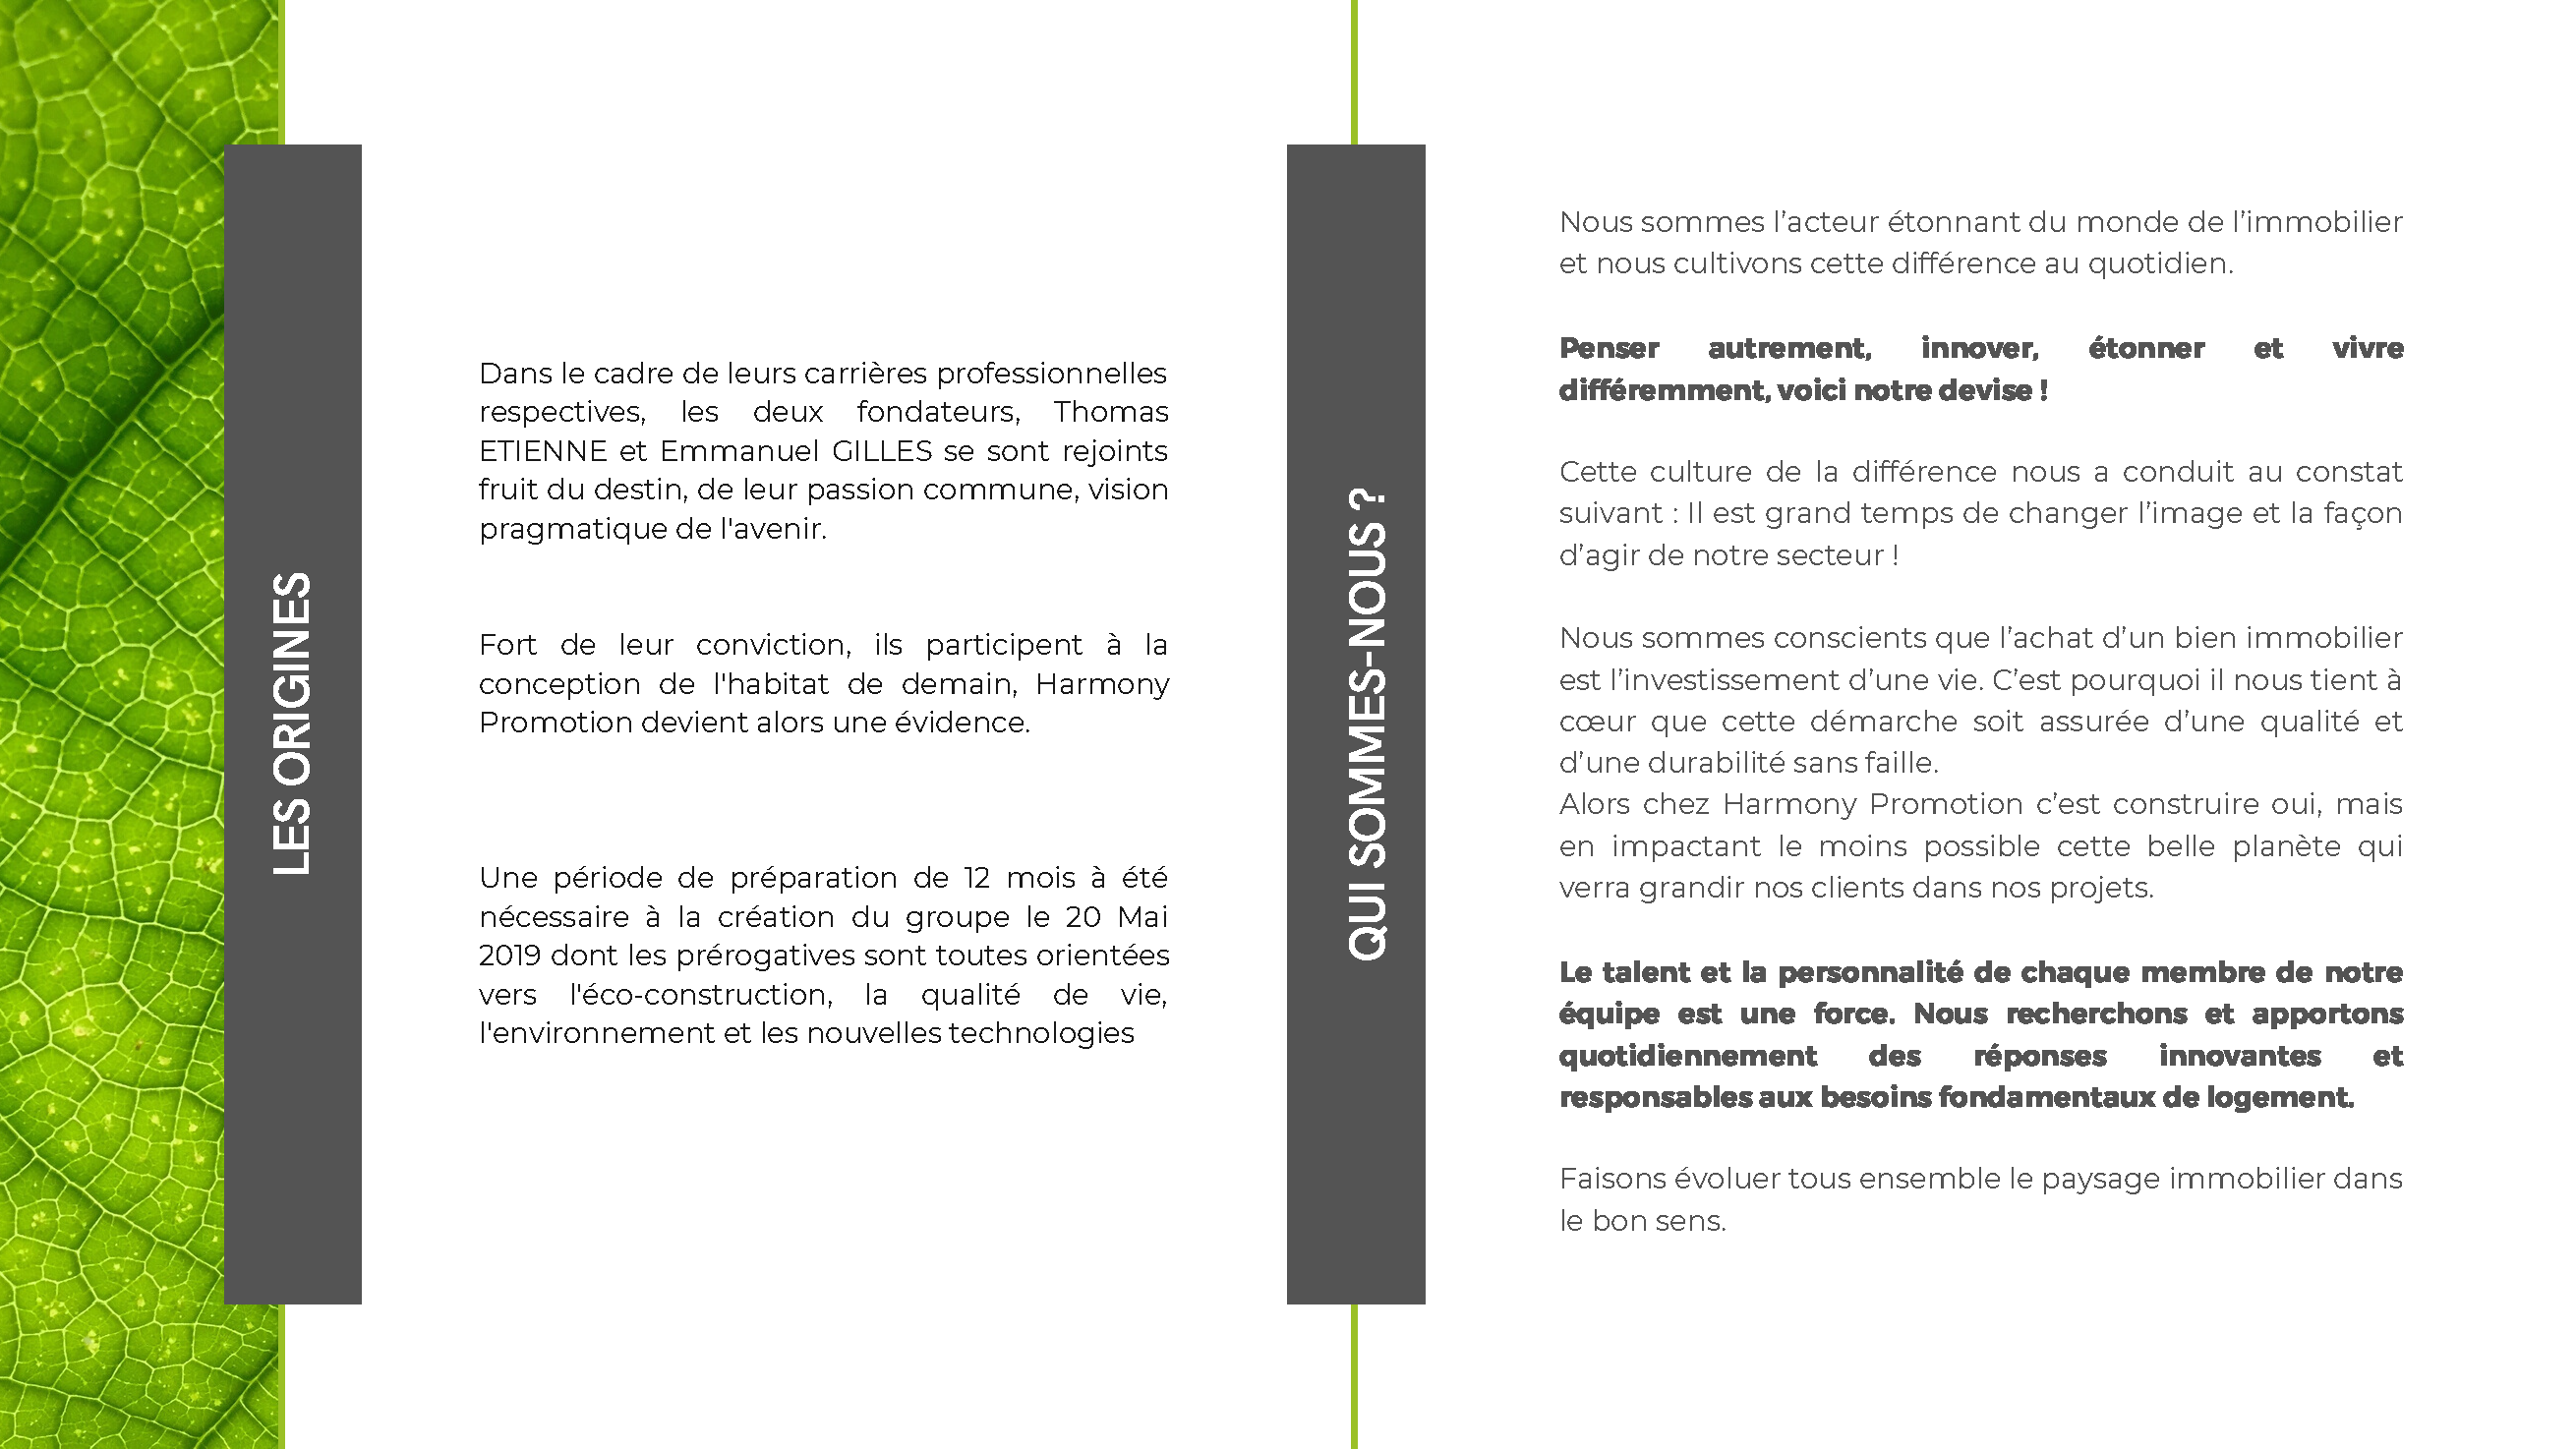 LES ORIGINES
Dans le cadre de leurs carrières professionnelles
respectives, les deux fondateurs, Thomas
ETIENNE et Emmanuel GILLES se sont rejoints
fruit du destin, de leur passion commune, vision
pragmatique de l'avenir.
Fort de leur conviction, ils participent à la
conception de l'habitat de demain, Harmony
Promotion devient alors une évidence.
Une période de préparation de 12 mois à été
nécessaire à la création du groupe le 20 Mai
2019 dont les prérogatives sont toutes orientées
vers l'éco-construction, la qualité de vie,
l'environnement et les nouvelles technologies
QUI SOMMES-NOUS ?
Nous sommes l’acteur étonnant du monde de l’immobilier
et nous cultivons cette différence au quotidien.
Penser autrement, innover, étonner et vivre
différemment, voici notre devise !
Cette culture de la différence nous a conduit au constat
suivant : Il est grand temps de changer l’image et la façon
d’agir de notre secteur !
Nous sommes conscients que l’achat d’un bien immobilier
est l’investissement d’une vie. C’est pourquoi il nous tient à
cœur que cette démarche soit assurée d’une qualité et
d’une durabilité sans faille.
Alors chez Harmony Promotion c’est construire oui, mais
en impactant le moins possible cette belle planète qui
verra grandir nos clients dans nos projets.
Le talent et la personnalité de chaque membre de notre
équipe est une force. Nous recherchons et apportons
quotidiennement des réponses innovantes et
responsables aux besoins fondamentaux de logement.
Faisons évoluer tous ensemble le paysage immobilier dans
le bon sens.